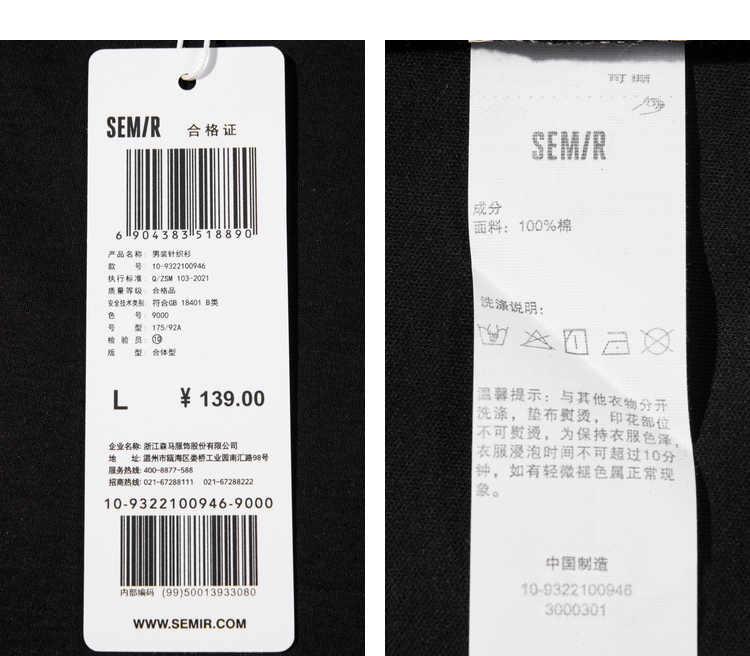 SEMIR 合格证
6 904383 518890
产品名称: 男装针织衫
款 号: 10-9322100946
执行标准: Q/ZSM 103-2021
质量等级: 合格品
安全技术类别: 符合GB 18401 B类
色 号: 9000
号 型: 175/92A
检 验 员: ⑩
版 型: 合体型
L ¥ 139.00
企业名称: 浙江森马服饰股份有限公司
地 址: 温州市瓯海区娄桥工业园南汇路98号
服务热线: 400-8877-588
招商热线: 021-67288111 021-67288222
10-9322100946-9000
内部编码 (99)50013933080
WWW.SEMIR.COM
可撕
SEMIR
成分
面料: 100%棉
洗涤说明:
温馨提示: 与其他衣物分开
洗涤, 垫布熨烫, 印花部位
不可熨烫, 为保持衣服色泽,
衣服浸泡时间不可超过10分
钟, 如有轻微褪色属正常现
象。
中国制造
10-9322100946
3000301